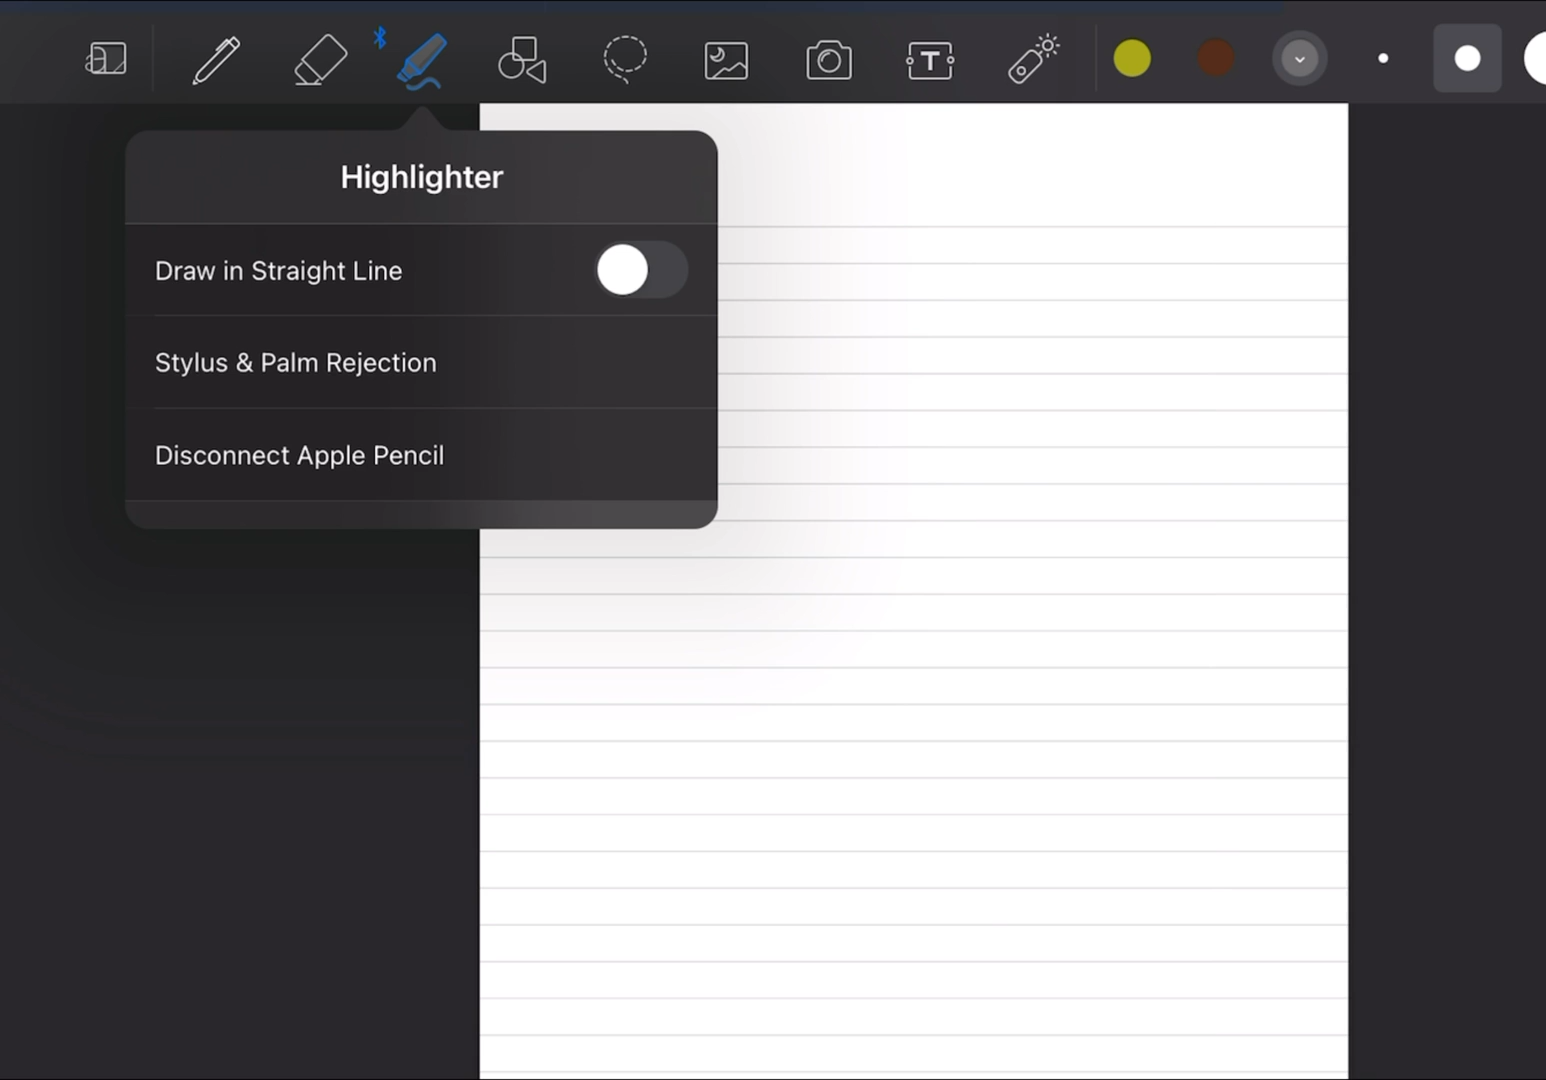 T
Highlighter
Draw in Straight Line
Stylus & Palm Rejection
Disconnect Apple Pencil